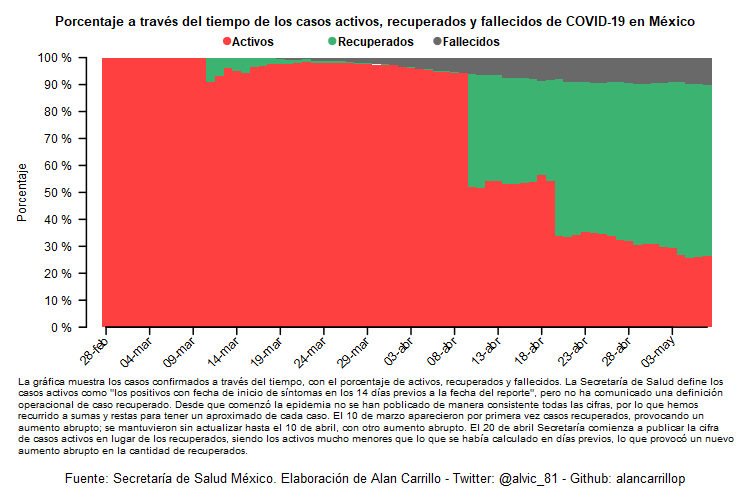 Porcentaje a través del tiempo de los casos activos, recuperados y fallecidos de COVID-19 en México
Activos Recuperados Fallecidos
100 %
90 %
80 %
70 %
60 %
50 %
40 %
30 %
20 %
10 %
0 %
Porcentaje
28-feb 04-mar 09-mar 14-mar 19-mar 24-mar 29-mar 03-abr 08-abr 13-abr 18-abr 23-abr 28-abr 03-may
La gráfica muestra los casos confirmados a través del tiempo, con el porcentaje de activos, recuperados y fallecidos. La Secretaría de Salud define los
casos activos como "los positivos con fecha de inicio de síntomas en los 14 días previos a la fecha del reporte", pero no ha comunicado una definición
operacional de caso recuperado. Desde que comenzó la epidemia no se han poblicado de manera consistente todas las cifras, por lo que hemos
recurrido a sumas y restas para tener un aproximado de cada caso. El 10 de marzo aparecieron por primera vez casos recuperados, provocando un
aumento abrupto; se mantuvieron sin actualizar hasta el 10 de abril, con otro aumento abrupto. El 20 de abril Secretaría comienza a publicar la cifra
de casos activos en lugar de los recuperados, siendo los activos mucho menores que lo que se había calculado en días previos, lo que provocó un nuevo
aumento abrupto en la cantidad de recuperados.
Fuente: Secretaría de Salud México. Elaboración de Alan Carrillo - Twitter: @alvic_81 - Github: alancarrillop